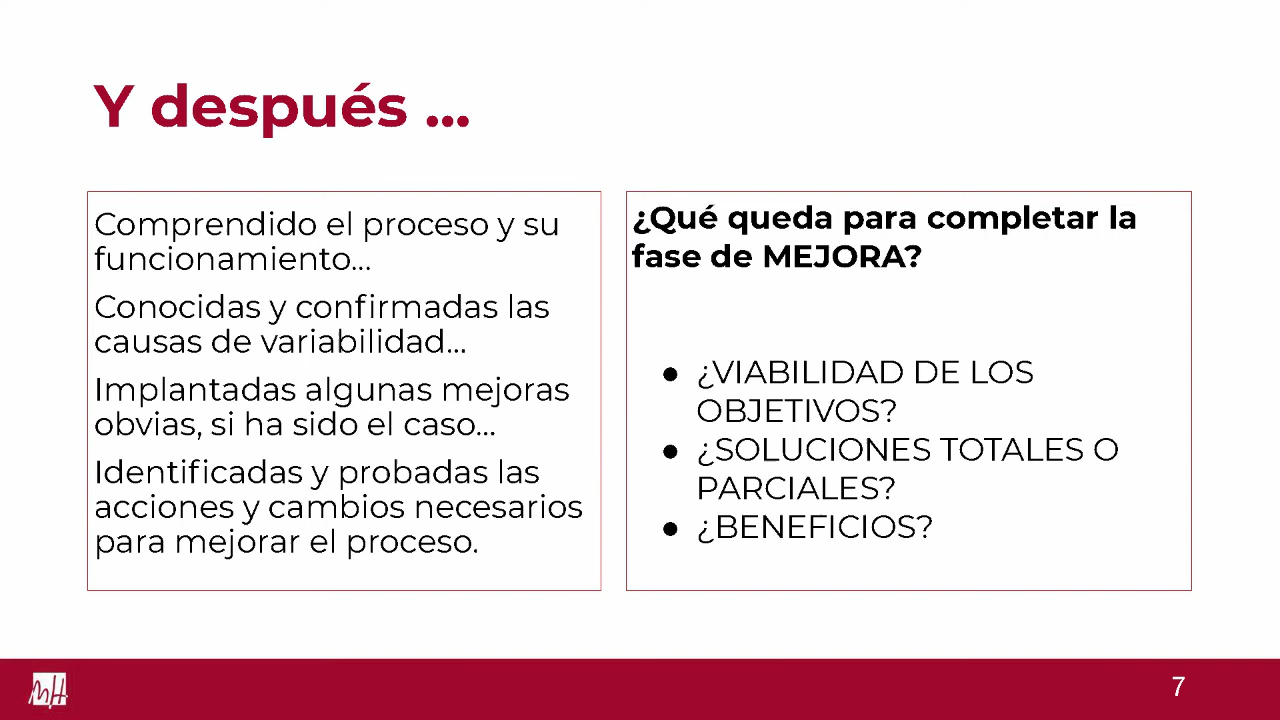 Y después ...
Comprendido el proceso y su
funcionamiento...
Conocidas y confirmadas las
causas de variabilidad...
Implantadas algunas mejoras
obvias, si ha sido el caso...
Identificadas y probadas las
acciones y cambios necesarios
para mejorar el proceso.
¿Qué queda para completar la
fase de MEJORA?
● ¿VIABILIDAD DE LOS
OBJETIVOS?
● ¿SOLUCIONES TOTALES O
PARCIALES?
● ¿BENEFICIOS?
MH
7